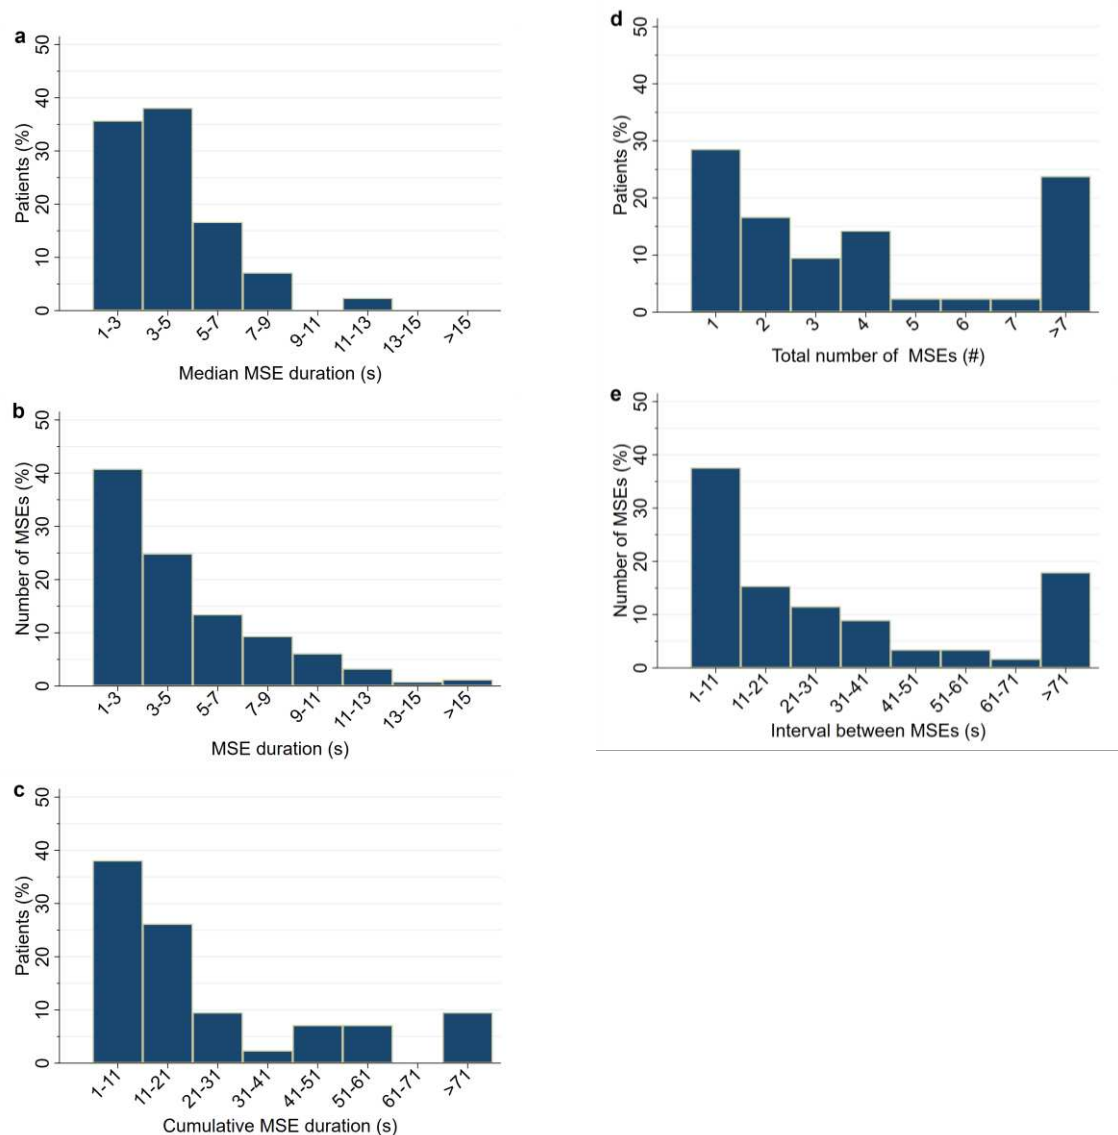 a
50
40
30
20
10
0
Patients (%)
1-3 3-5 5-7 7-9 9-11 11-13 13-15 >15
Median MSE duration (s)
b
50
40
30
20
10
0
Number of MSEs (%)
1-3 3-5 5-7 7-9 9-11 11-13 13-15 >15
MSE duration (s)
c
50
40
30
20
10
0
Patients (%)
1-11 11-21 21-31 31-41 41-51 51-61 61-71 >71
Cumulative MSE duration (s)
d
50
40
30
20
10
0
Patients (%)
1 2 3 4 5 6 7 >7
Total number of MSEs (#)
e
50
40
30
20
10
0
Number of MSEs (%)
1-11 11-21 21-31 31-41 41-51 51-61 61-71 >71
Interval between MSEs (s)